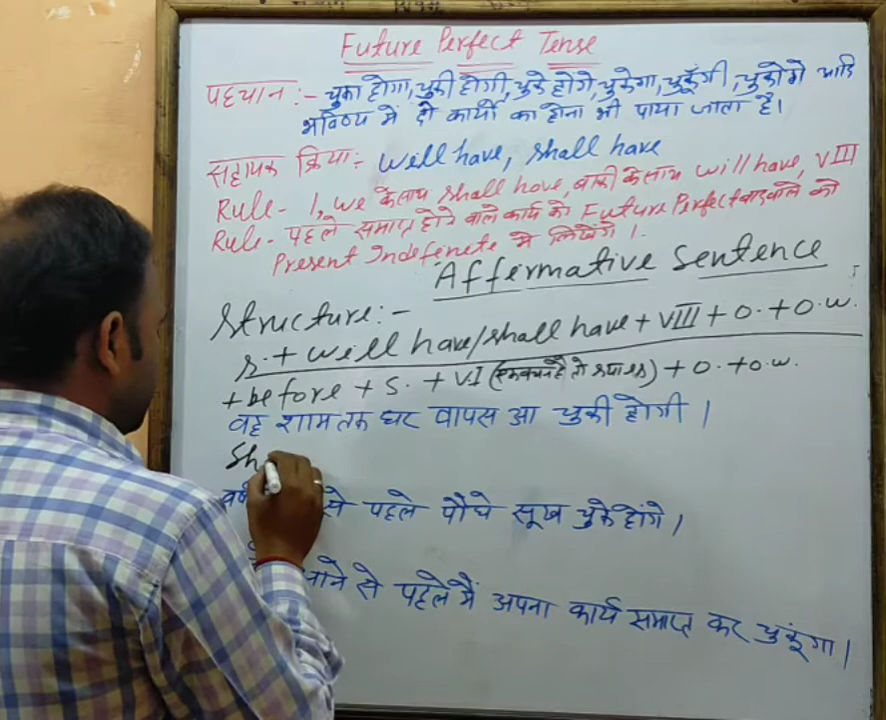 Future Perfect Tense
पहचान:- चुका होगा, चुकी होगी, चुके होंगे, चुकेगा, चुकूँगी, चुकोगे आदि
भविष्य में दो कार्यो का होना भी पाया जाता है।
सहायक क्रिया:- will have, shall have
Rule- I, we के साथ shall have, बाकी के साथ will have, VIII
Rule- पहले समाप्त होने वाले कार्य को Future Perfect बाद वाले को
Present Indefinete में लिखेंगे।
Affermative Sentence
Structure:-
S. + will have/shall have + VIII + O. + O.W.
+ before + S. + VI (एकवचन है तो s या es) + O. + O.W.
वह शाम तक घर वापस आ चुकी होगी।
Sh
से पहले पौधे सूख चुके होंगे।
जाने से पहले मैं अपना कार्य समाप्त कर चुकूंगा।